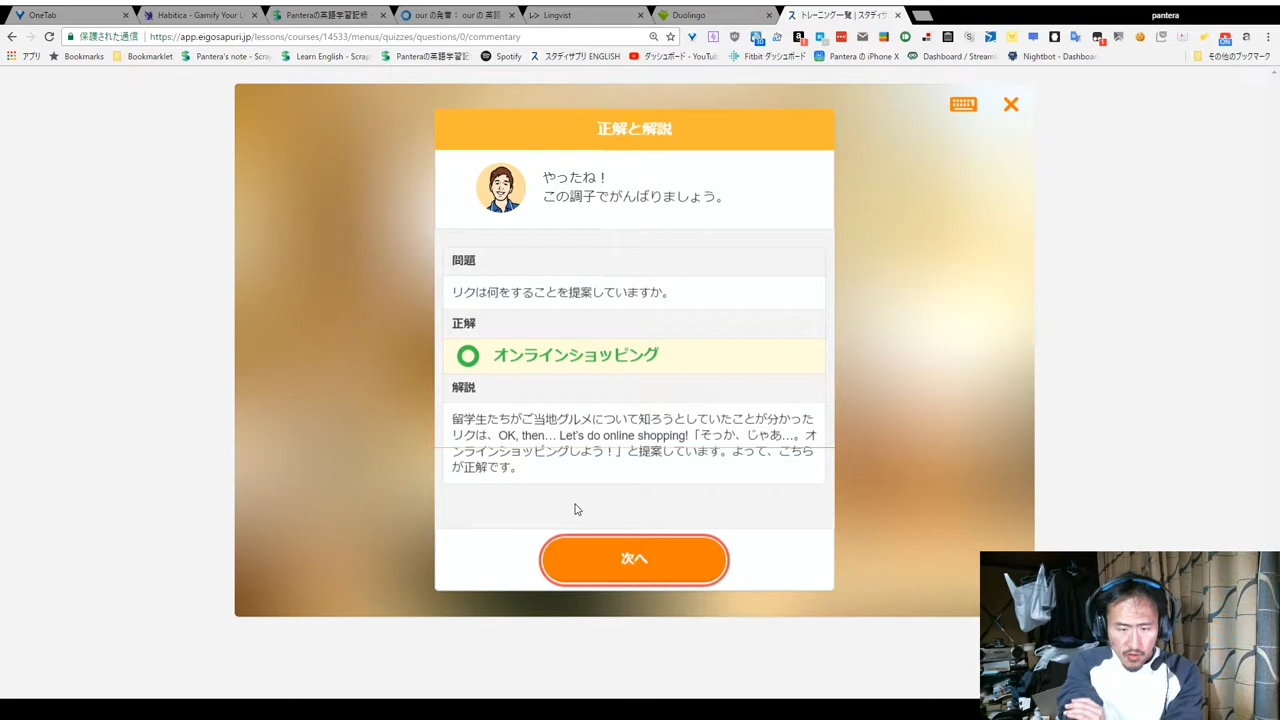 OneTab
Habitica - Gamify Your L
Panteraの英語学習記録
our の発音: our の 英語
Lingvist
Duolingo
トレーニング一覧 | スタディサ
pantera
保護された通信
https://app.eigosapuri.jp/lessons/courses/14533/menus/quizzes/questions/0/commentary
Bookmarks
Bookmarklet
Pantera's note - Scra
Learn English - Scrap
Panteraの英語学習記
Spotify
スタディサプリ ENGLISH
ダッシュボード - YouTu
Fitbit ダッシュボード
Pantera の iPhone X
Dashboard / Streaml
Nightbot - Dashboa
その他のブックマーク
正解と解説
やったね！
この調子でがんばりましょう。
問題
リクは何をすることを提案していますか。
正解
オンラインショッピング
解説
留学生たちがご当地グルメについて知ろうとしていたことが分かった
リクは、OK, then… Let's do online shopping!「そっか、じゃあ…。オ
ンラインショッピングしよう！」と提案しています。よって、こちら
が正解です。
次へ